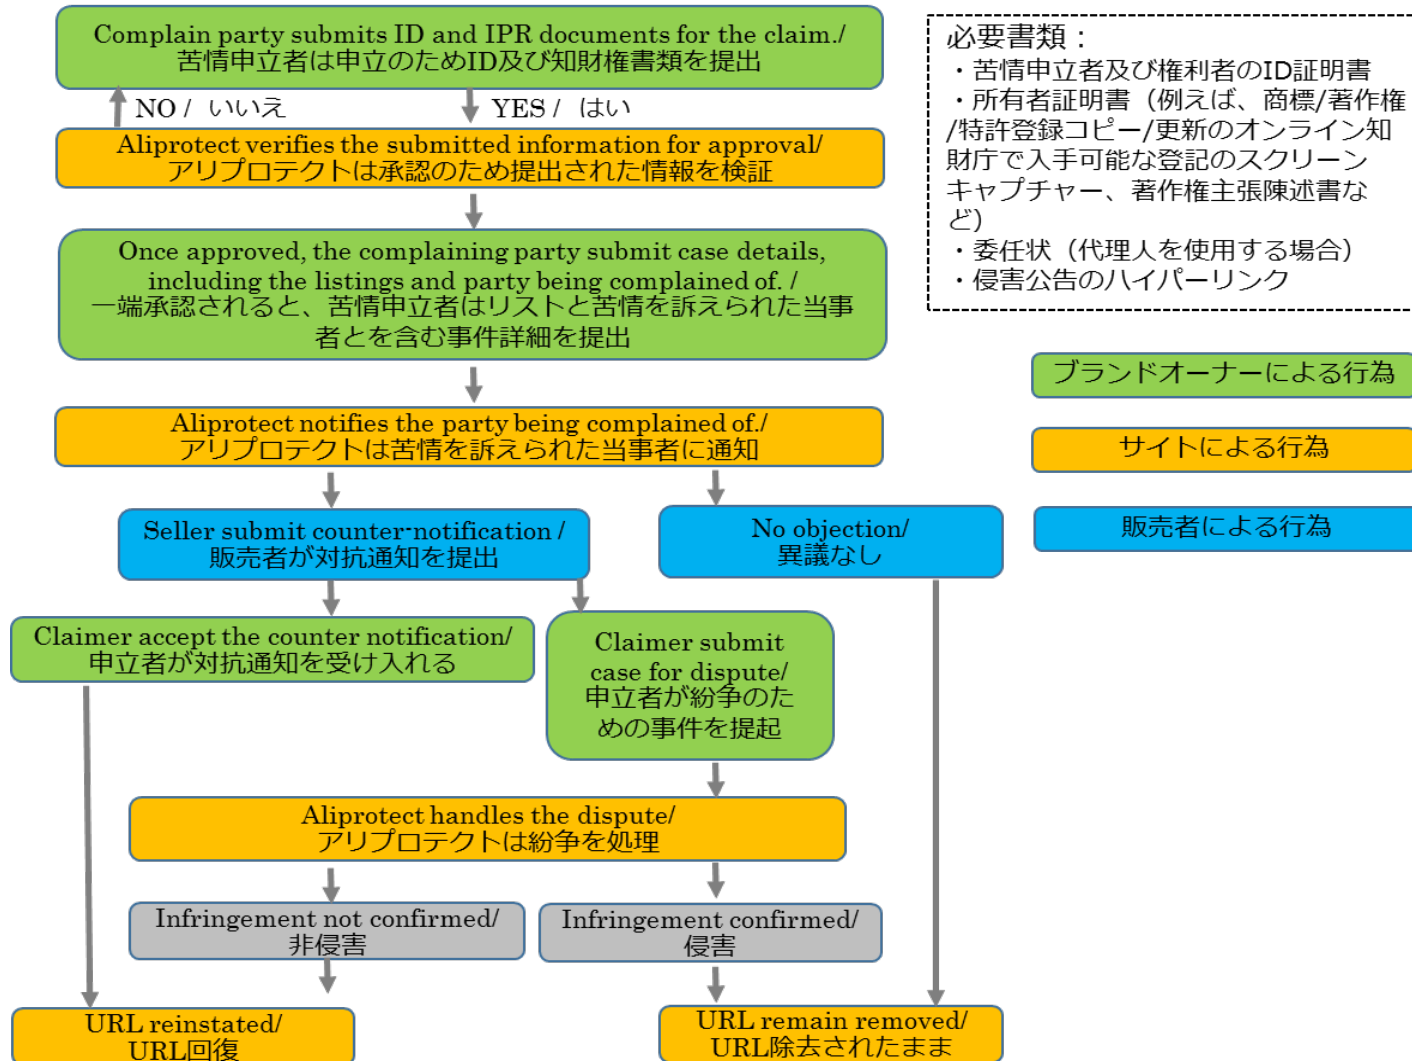 Complain party submits ID and IPR documents for the claim./
苦情申立者は申立のためID及び知財権書類を提出
NO / いいえ
YES / はい
Aliprotect verifies the submitted information for approval/
アリプロテクトは承認のため提出された情報を検証
Once approved, the complaining party submit case details,
including the listings and party being complained of. /
一端承認されると、苦情申立者はリストと苦情を訴えられた当事
者とを含む事件詳細を提出
Aliprotect notifies the party being complained of./
アリプロテクトは苦情を訴えられた当事者に通知
Seller submit counter-notification /
販売者が対抗通知を提出
No objection/
異議なし
Claimer accept the counter notification/
申立者が対抗通知を受け入れる
Claimer submit
case for dispute/
申立者が紛争のた
めの事件を提起
Aliprotect handles the dispute/
アリプロテクトは紛争を処理
Infringement not confirmed/
非侵害
Infringement confirmed/
侵害
URL reinstated/
URL回復
URL remain removed/
URL除去されたまま
必要書類：
・苦情申立者及び権利者のID証明書
・所有者証明書（例えば、商標/著作権
/特許登録コピー/更新のオンライン知
財庁で入手可能な登記のスクリーン
キャプチャー、著作権主張陳述書な
ど）
・委任状（代理人を使用する場合）
・侵害公告のハイパーリンク
ブランドオーナーによる行為
サイトによる行為
販売者による行為